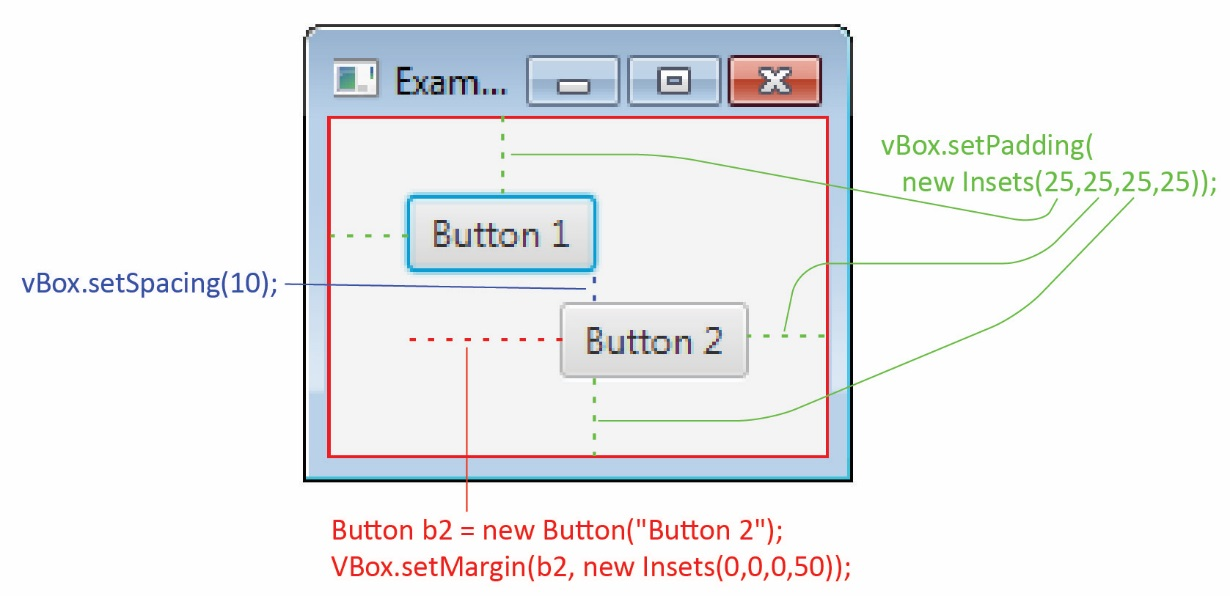 Exam...
vBox.setPadding(
new Insets(25,25,25,25));
Button 1
vBox.setSpacing(10);
Button 2
Button b2 = new Button("Button 2");
VBox.setMargin(b2, new Insets(0,0,0,50));